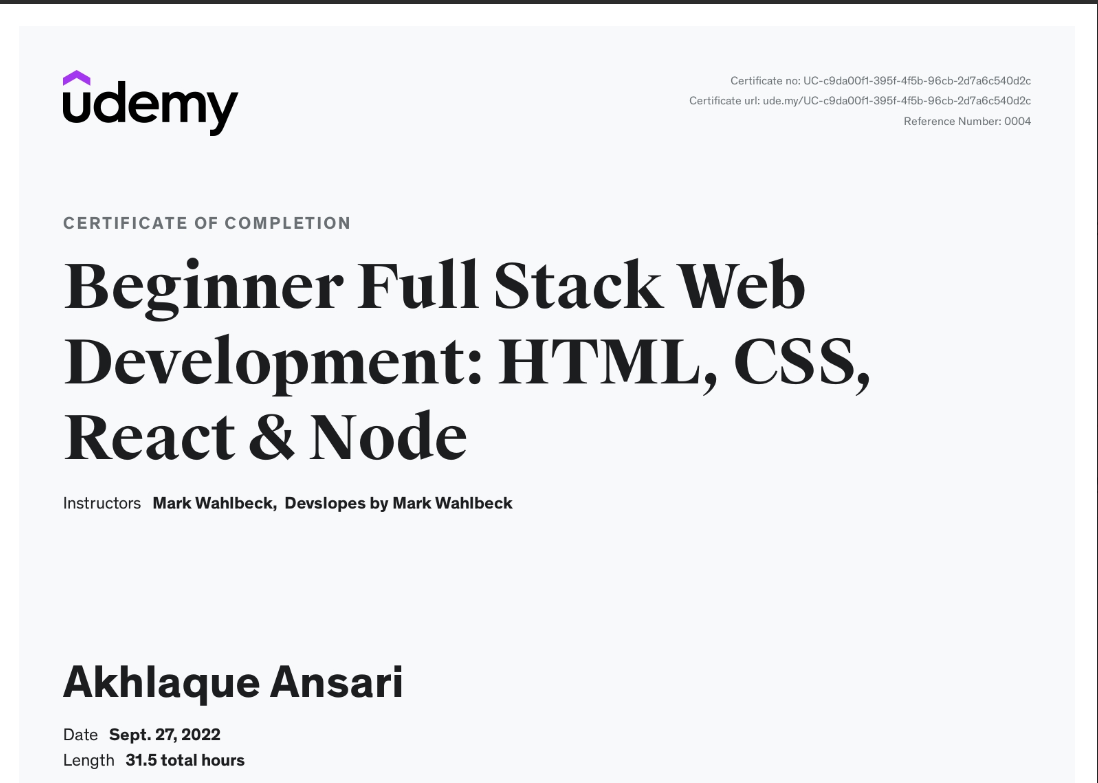 udemy
Certificate no: UC-c9da00f1-395f-4f5b-96cb-2d7a6c540d2c
Certificate url: ude.my/UC-c9da00f1-395f-4f5b-96cb-2d7a6c540d2c
Reference Number: 0004
CERTIFICATE OF COMPLETION
Beginner Full Stack Web
Development: HTML, CSS,
React & Node
Instructors Mark Wahlbeck, Devslopes by Mark Wahlbeck
Akhlaque Ansari
Date Sept. 27, 2022
Length 31.5 total hours